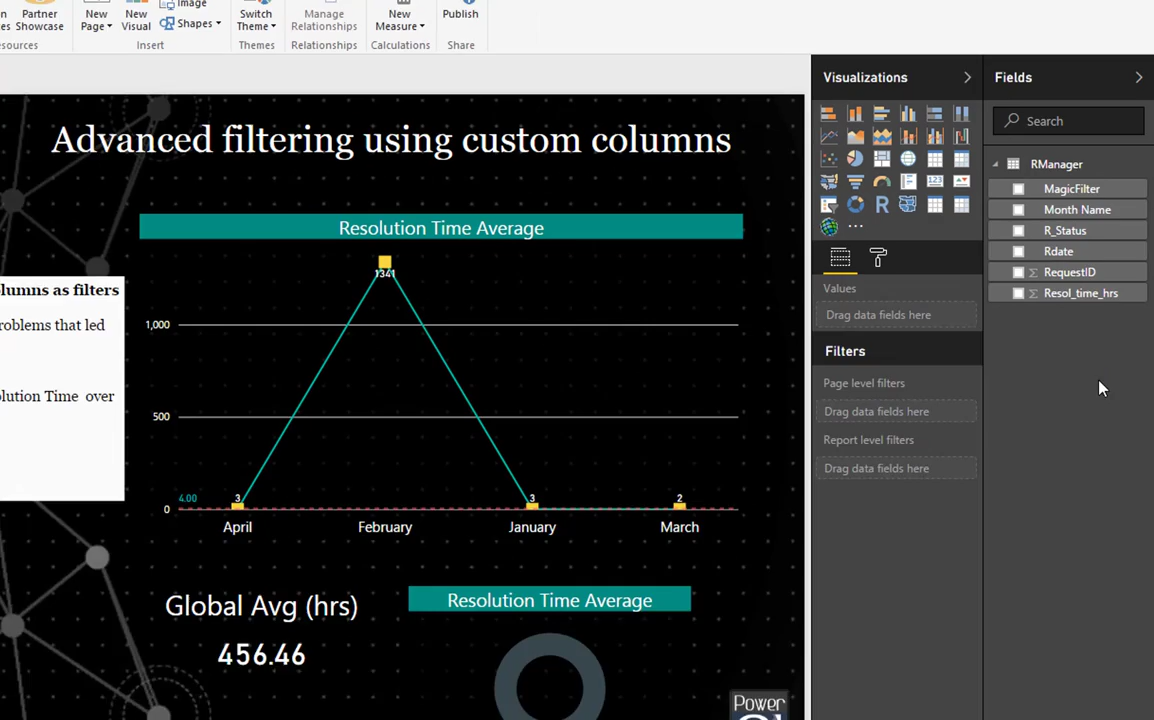 Partner
Showcase
New
Page
New
Visual
Image
Shapes
Switch
Theme
Manage
Relationships
New
Measure
Publish
Insert
Themes
Relationships
Calculations
Share
Visualizations
Fields
Search
RManager
MagicFilter
Month Name
R_Status
Rdate
RequestID
Resol_time_hrs
Values
Drag data fields here
Filters
Page level filters
Drag data fields here
Report level filters
Drag data fields here
Advanced filtering using custom columns
Resolution Time Average
1341
1,000
500
4.00
3
3
2
0
April
February
January
March
lumns as filters
roblems that led
olution Time over
Global Avg (hrs)
456.46
Resolution Time Average
Power